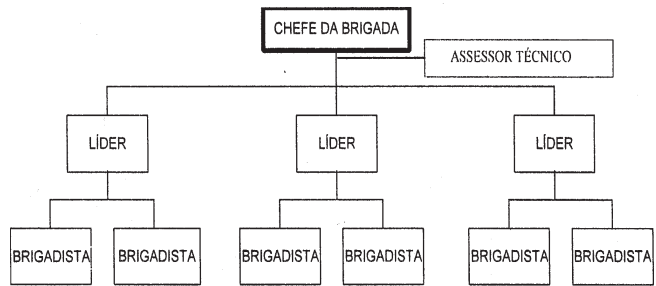 CHEFE DA BRIGADA
ASSESSOR TÉCNICO
LÍDER LÍDER LÍDER
BRIGADISTA BRIGADISTA BRIGADISTA BRIGADISTA BRIGADISTA BRIGADISTA